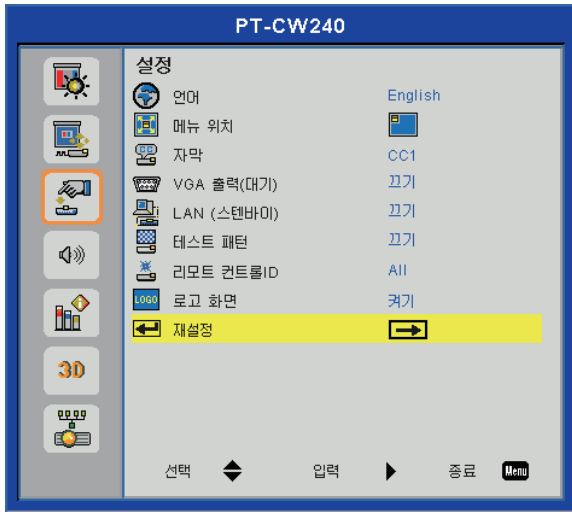 PT-CW240
설정
언어 English
메뉴 위치
자막 CC1
VGA 출력(대기) 끄기
LAN (스텐바이) 끄기
테스트 패턴 끄기
리모트 컨트롤ID All
LOGO 로고 화면 켜기
재설정
3D
선택 입력 종료 Menu